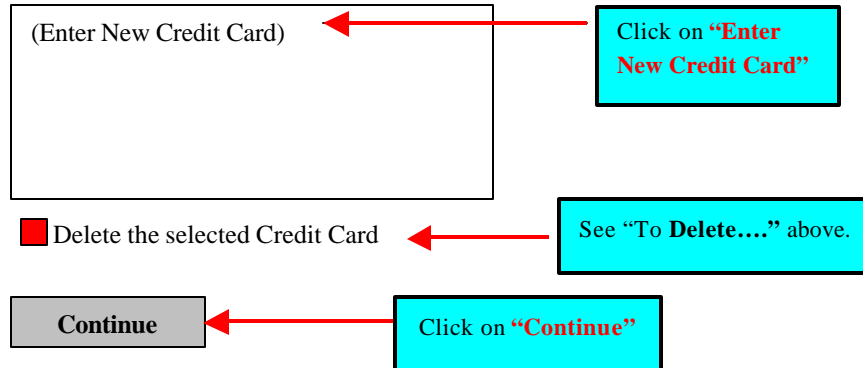 (Enter New Credit Card)
Click on “Enter
New Credit Card”
Delete the selected Credit Card
See “To Delete….” above.
Continue
Click on “Continue”